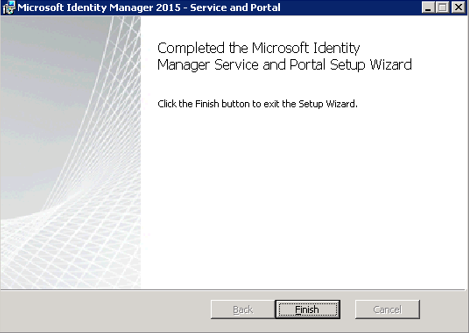 Microsoft Identity Manager 2015 - Service and Portal
Completed the Microsoft Identity
Manager Service and Portal Setup Wizard
Click the Finish button to exit the Setup Wizard.
Back Finish Cancel